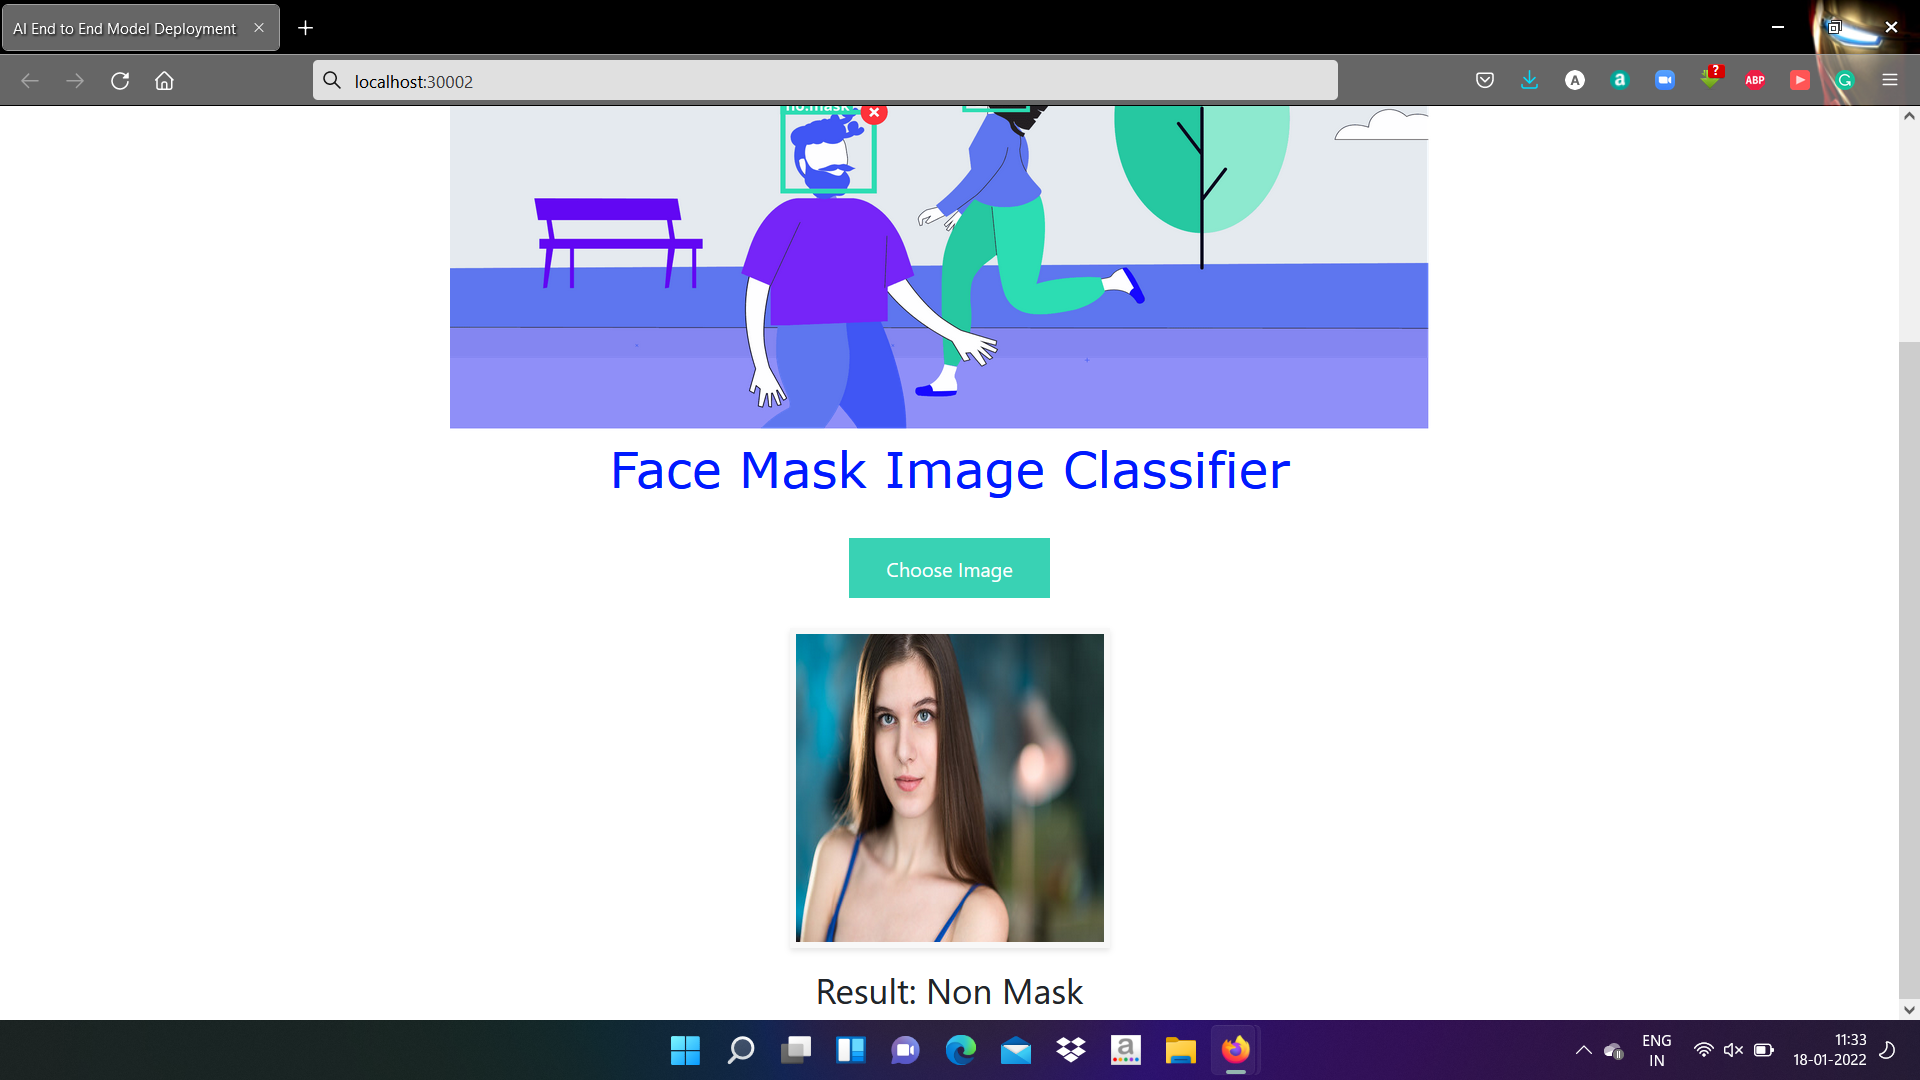 AI End to End Model Deployment
localhost:30002
?
A
a
ABP
no.mask
Face Mask Image Classifier
Choose Image
Result: Non Mask
a
ENG
IN
11:33
18-01-2022